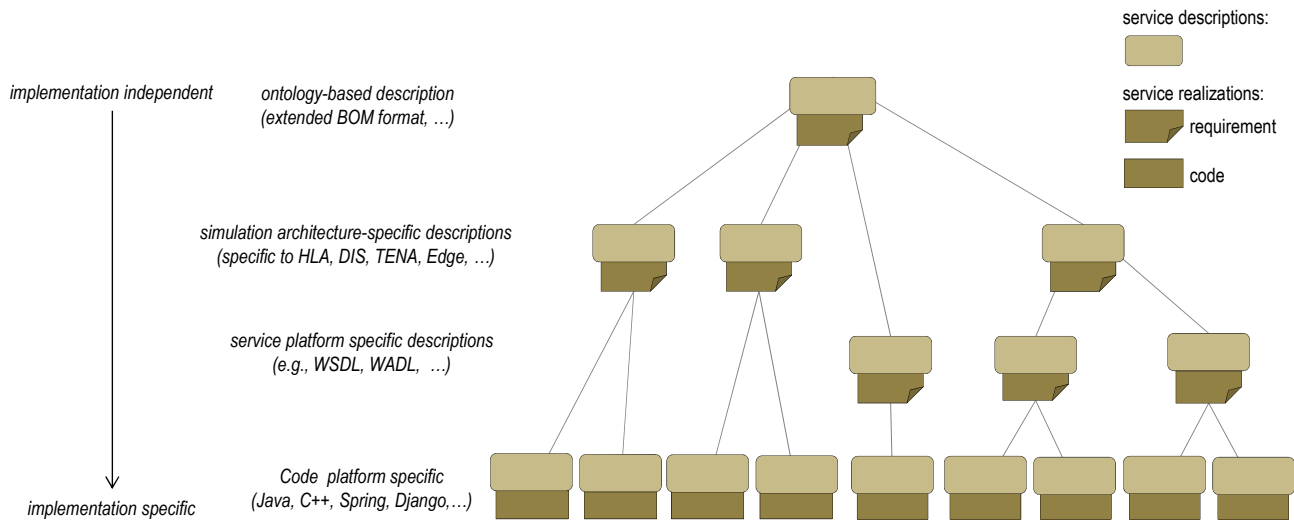 service descriptions:
implementation independent
ontology-based description
(extended BOM format, …)
service realizations:
requirement
code
simulation architecture-specific descriptions
(specific to HLA, DIS, TENA, Edge, …)
service platform specific descriptions
(e.g., WSDL, WADL, …)
Code platform specific
(Java, C++, Spring, Django,…)
implementation specific